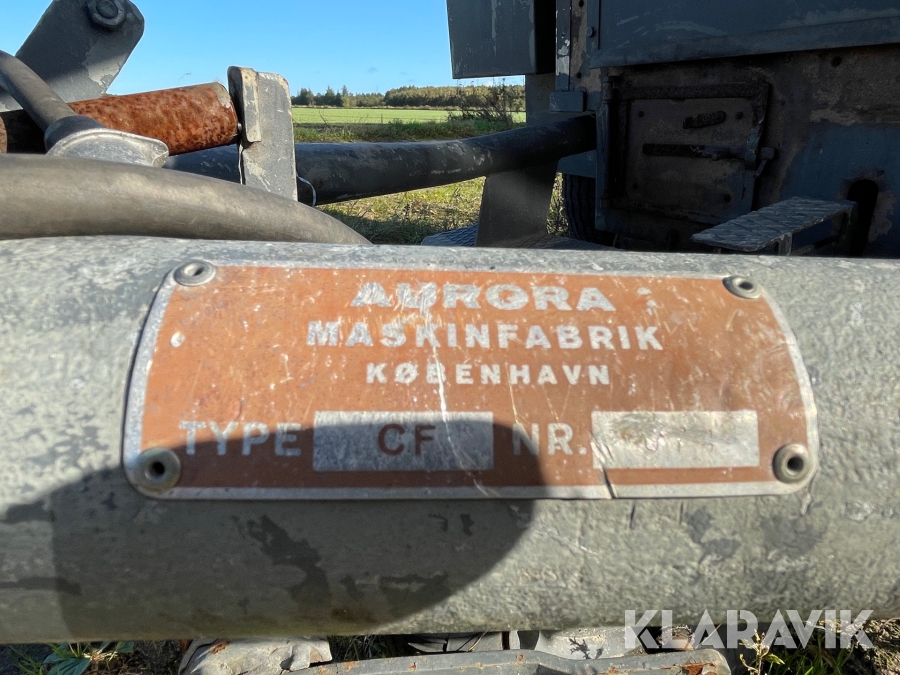 AURORA
MASKINFABRIK
KØBENHAVN
TYPE CF NR.
KLARAVIK